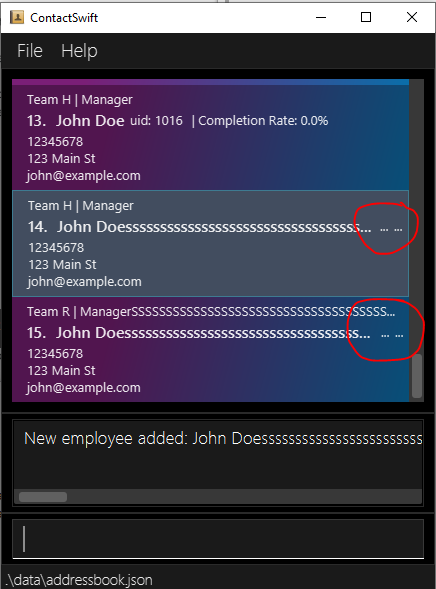 ContactSwift
File Help
Team H | Manager
13. John Doe uid: 1016 | Completion Rate: 0.0%
12345678
123 Main St
john@example.com
Team H | Manager
14. John Doesssssssssssssssssssssssssssssssssss... ... ...
12345678
123 Main St
john@example.com
Team R | ManagerSSSSSSSSSSSSSSSSSSSSSSSSSSSSSSSSSSSSS...
15. John Doesssssssssssssssssssssssssssssssssss... ... ...
12345678
123 Main St
john@example.com
New employee added: John Doesssssssssssssssssssssssss
.\data\addressbook.json